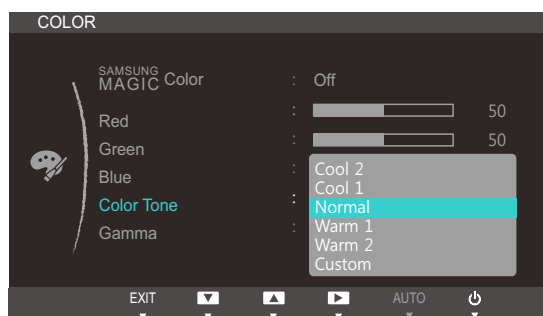 COLOR
SAMSUNG MAGIC Color : Off
Red : 50
Green : 50
Blue :
Color Tone :
Gamma :
Cool 2
Cool 1
Normal
Warm 1
Warm 2
Custom
EXIT AUTO